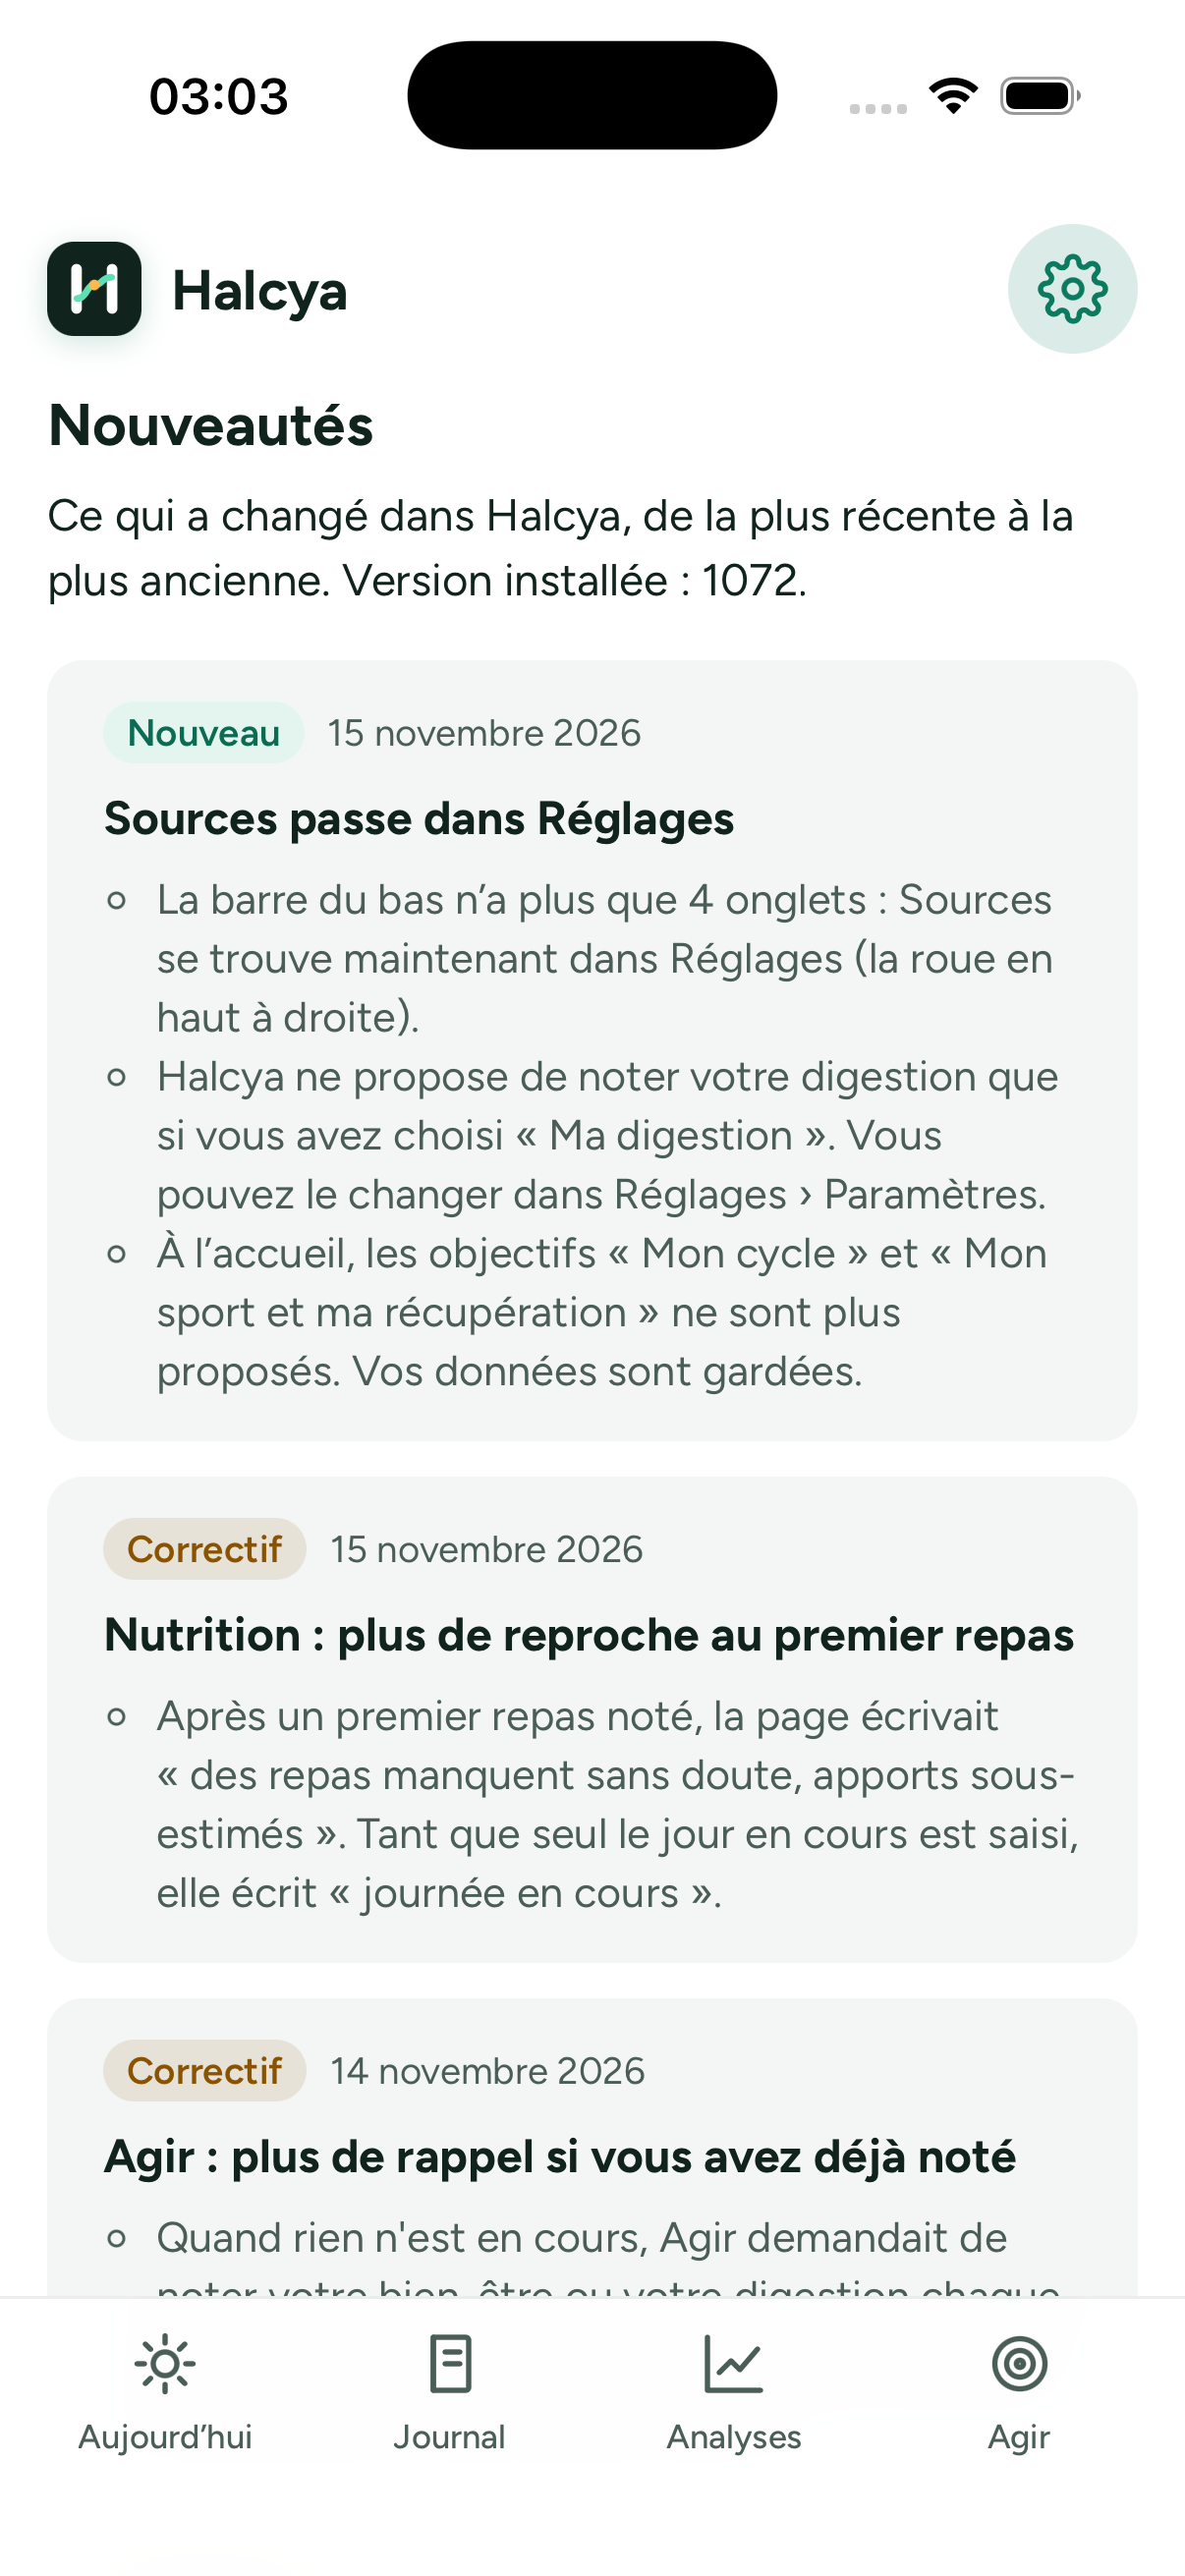 03:03
Halcya
Nouveautés
Ce qui a changé dans Halcya, de la plus récente à la
plus ancienne. Version installée : 1072.
Nouveau 15 novembre 2026
Sources passe dans Réglages
La barre du bas n’a plus que 4 onglets : Sources
se trouve maintenant dans Réglages (la roue en
haut à droite).
Halcya ne propose de noter votre digestion que
si vous avez choisi « Ma digestion ». Vous
pouvez le changer dans Réglages › Paramètres.
À l’accueil, les objectifs « Mon cycle » et « Mon
sport et ma récupération » ne sont plus
proposés. Vos données sont gardées.
Correctif 15 novembre 2026
Nutrition : plus de reproche au premier repas
Après un premier repas noté, la page écrivait
« des repas manquent sans doute, apports sous-
estimés ». Tant que seul le jour en cours est saisi,
elle écrit « journée en cours ».
Correctif 14 novembre 2026
Agir : plus de rappel si vous avez déjà noté
Quand rien n'est en cours, Agir demandait de
noter votre bien-être ou votre digestion chaque
Aujourd’hui
Journal
Analyses
Agir